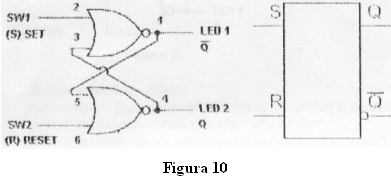 SW1
(S) SET
2
3
1
LED 1
Q̅
5
6
4
LED 2
Q
SW2
(R) RESET
S
Q
R
Q̅
Figura 10